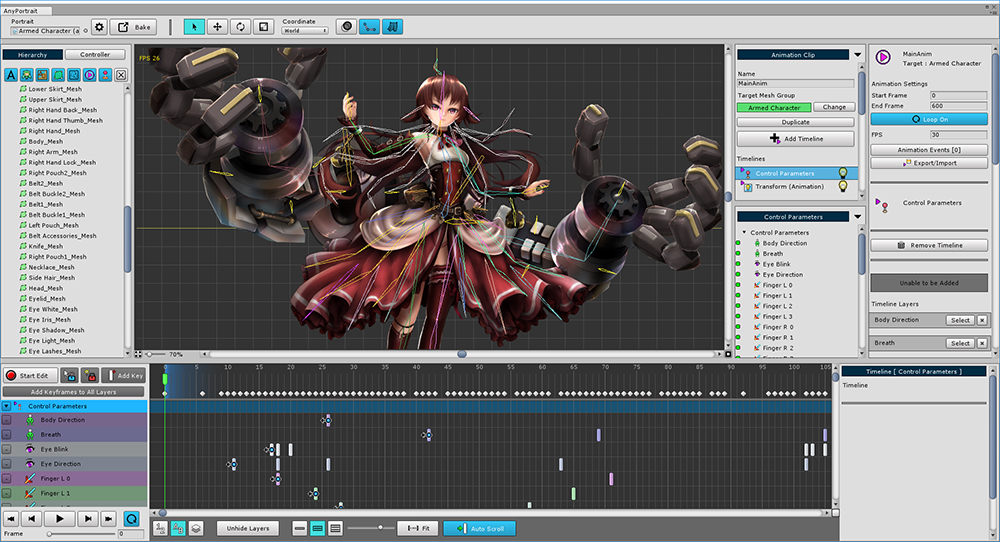 AnyPortrait
Portrait
Armed Character (a
Bake
Coordinate
World
Hierarchy
Controller
Lower Skirt_Mesh
Upper Skirt_Mesh
Right Hand Back_Mesh
Right Hand Thumb_Mesh
Right Hand_Mesh
Body_Mesh
Right Arm_Mesh
Right Hand Lock_Mesh
Right Pouch2_Mesh
Belt2_Mesh
Belt Buckle2_Mesh
Belt1_Mesh
Belt Buckle1_Mesh
Left Pouch_Mesh
Belt Accessories_Mesh
Knife_Mesh
Right Pouch1_Mesh
Necklace_Mesh
Side Hair_Mesh
Head_Mesh
Eyelid_Mesh
Eye White_Mesh
Eye Iris_Mesh
Eye Shadow_Mesh
Eye Light_Mesh
Eye Lashes_Mesh
FPS 26
70%
Animation Clip
Name
MainAnim
Target Mesh Group
Armed Character
Change
Duplicate
Add Timeline
Timelines
Control Parameters
Transform (Animation)
Control Parameters
Control Parameters
Body Direction
Breath
Eye Blink
Eye Direction
Finger L 0
Finger L 1
Finger L 2
Finger L 3
Finger R 0
Finger R 1
Finger R 2
MainAnim
Target : Armed Character
Animation Settings
Start Frame 0
End Frame 600
Loop On
FPS 30
Animation Events [0]
Export/Import
Control Parameters
Remove Timeline
Unable to be Added
Timeline Layers
Body Direction Select
Breath Select
Start Edit
Add Key
Add Keyframes to All Layers
Control Parameters
Body Direction
Breath
Eye Blink
Eye Direction
Finger L 0
Finger L 1
Frame 0
0 5 10 15 20 25 30 35 40 45 50 55 60 65 70 75 80 85 90 95 100 105
Unhide Layers
Fit
Auto Scroll
Timeline [ Control Parameters ]
Timeline